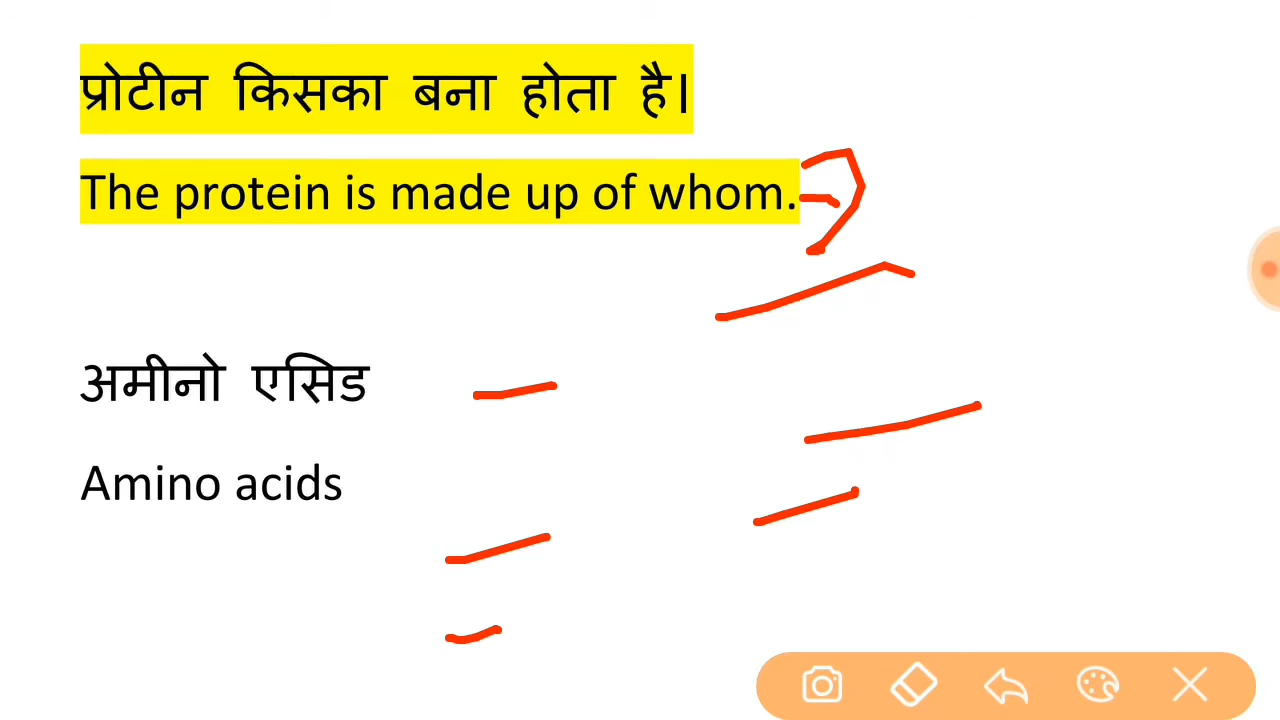 प्रोटीन किसका बना होता है।
The protein is made up of whom.
अमीनो एसिड
Amino acids